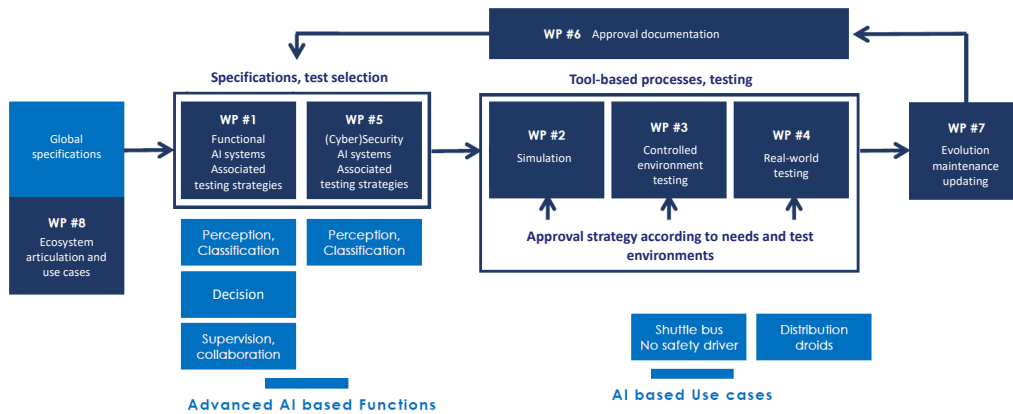 WP #6 Approval documentation
Specifications, test selection
Tool-based processes, testing
Global
specifications
WP #8
Ecosystem
articulation and
use cases
WP #1
Functional
AI systems
Associated
testing strategies
WP #5
(Cyber)Security
AI systems
Associated
testing strategies
WP #2
Simulation
WP #3
Controlled
environment
testing
WP #4
Real-world
testing
WP #7
Evolution
maintenance
updating
Approval strategy according to needs and test
environments
Perception,
Classification
Perception,
Classification
Decision
Supervision,
collaboration
Shuttle bus
No safety driver
Distribution
droids
Advanced AI based Functions
AI based Use cases